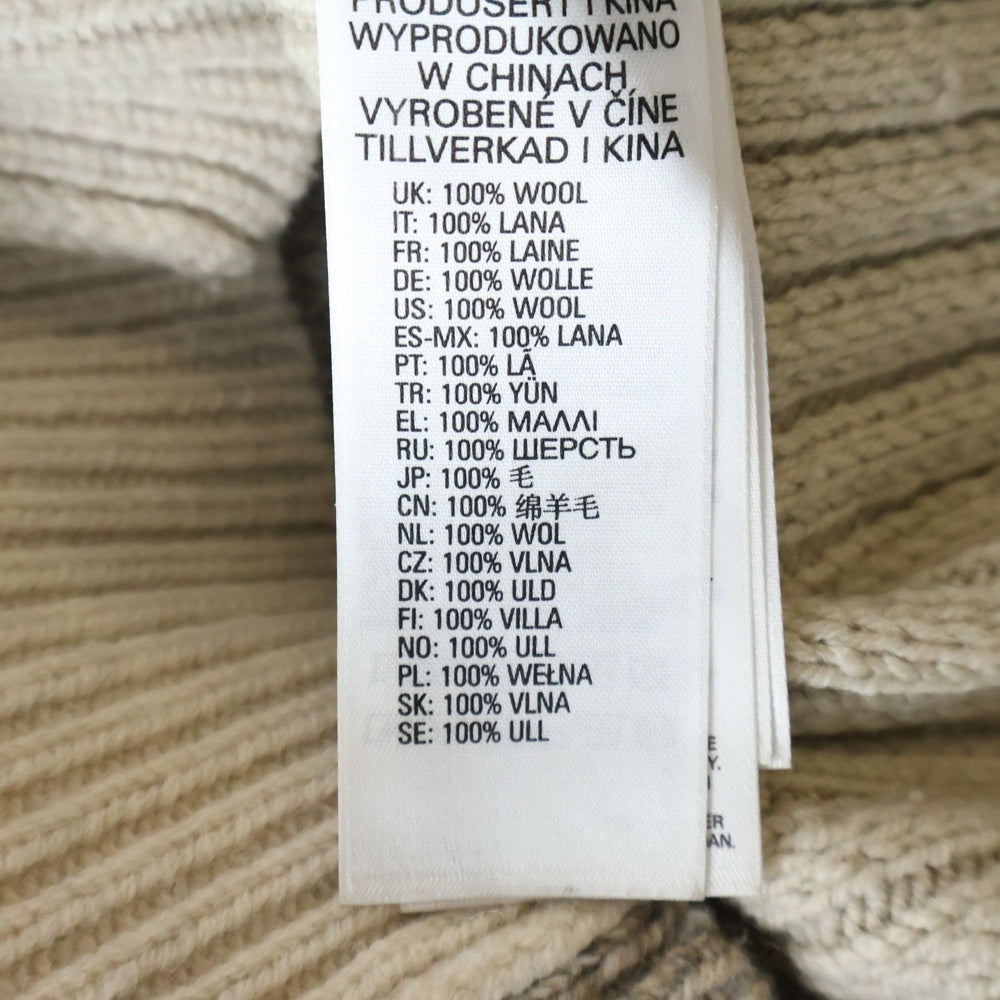 PRODUSERT I KINA
WYPRODUKOWANO
W CHINACH
VYROBENÉ V ČÍNE
TILLVERKAD I KINA
UK: 100% WOOL
IT: 100% LANA
FR: 100% LAINE
DE: 100% WOLLE
US: 100% WOOL
ES-MX: 100% LANA
PT: 100% LÃ
TR: 100% YÜN
EL: 100% ΜΑΛΛΙ
RU: 100% ШЕРСТЬ
JP: 100% 毛
CN: 100% 绵羊毛
NL: 100% WOL
CZ: 100% VLNA
DK: 100% ULD
FI: 100% VILLA
NO: 100% ULL
PL: 100% WEŁNA
SK: 100% VLNA
SE: 100% ULL